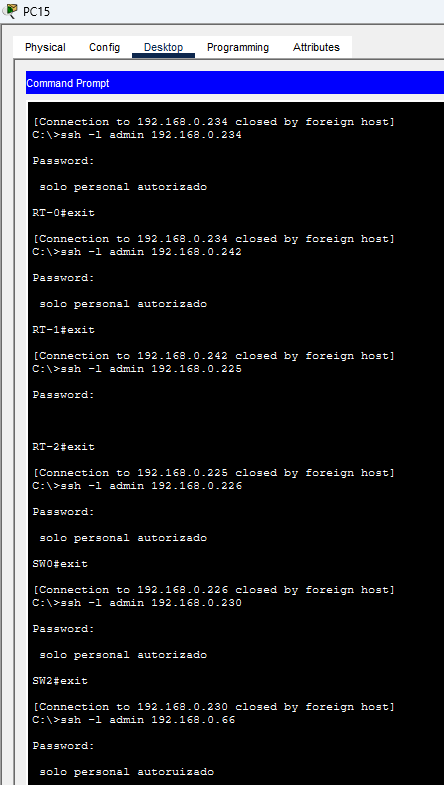 PC15
Physical Config Desktop Programming Attributes
Command Prompt
[Connection to 192.168.0.234 closed by foreign host]
C:\>ssh -l admin 192.168.0.234
Password:
solo personal autorizado
RT-0#exit
[Connection to 192.168.0.234 closed by foreign host]
C:\>ssh -l admin 192.168.0.242
Password:
solo personal autorizado
RT-1#exit
[Connection to 192.168.0.242 closed by foreign host]
C:\>ssh -l admin 192.168.0.225
Password:
RT-2#exit
[Connection to 192.168.0.225 closed by foreign host]
C:\>ssh -l admin 192.168.0.226
Password:
solo personal autorizado
SW0#exit
[Connection to 192.168.0.226 closed by foreign host]
C:\>ssh -l admin 192.168.0.230
Password:
solo personal autorizado
SW2#exit
[Connection to 192.168.0.230 closed by foreign host]
C:\>ssh -l admin 192.168.0.66
Password:
solo personal autoruizado